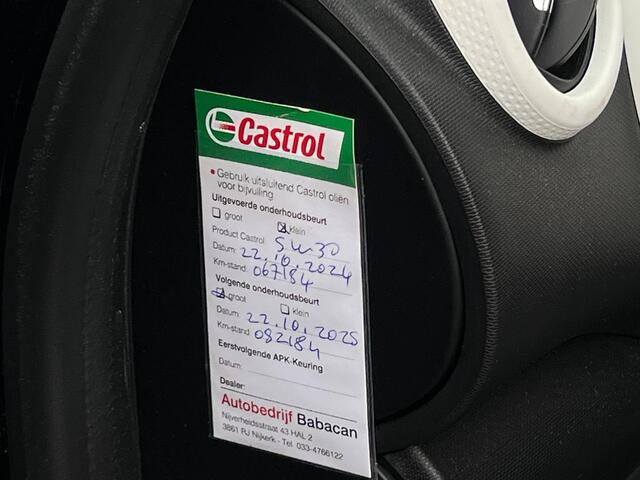 Castrol
• Gebruik uitsluitend Castrol oliën
voor bijvulling
Uitgevoerde onderhoudsbeurt
groot klein
Product Castrol: 5W30
Datum: 22.10.2024
Km-stand: 067184
Volgende onderhoudsbeurt
groot klein
Datum: 22.10.2025
Km-stand: 082184
Eerstvolgende APK-Keuring
Datum:
Dealer:
Autobedrijf Babacan
Nijverheidsstraat 43 HAL 2
3861 RJ Nijkerk - Tel. 033-4766122